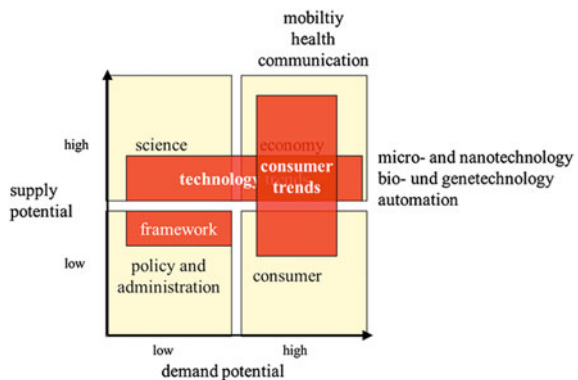 mobiltiy
health
communication
high
science
economy
technology
consumer
trends
micro- and nanotechnology
bio- und genetechnology
automation
supply
potential
framework
low
policy and
administration
consumer
low
high
demand potential